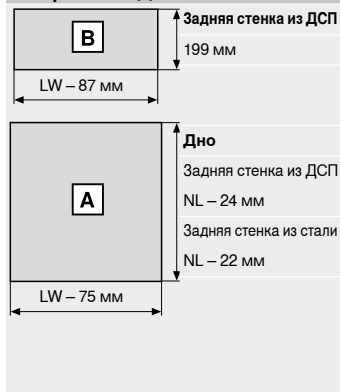 B
Задняя стенка из ДСП
199 мм
LW – 87 мм
A
Дно
Задняя стенка из ДСП
NL – 24 мм
Задняя стенка из стали
NL – 22 мм
LW – 75 мм